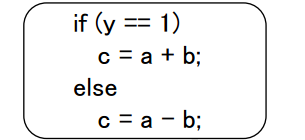 if (y == 1)
c = a + b;
else
c = a - b;